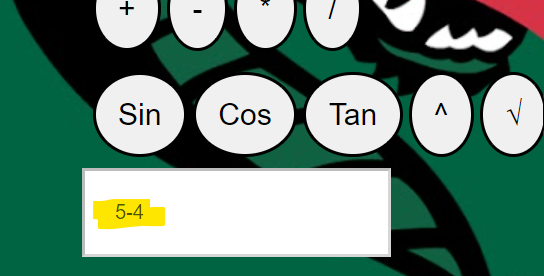 + - * /
Sin Cos Tan ^ √
5-4